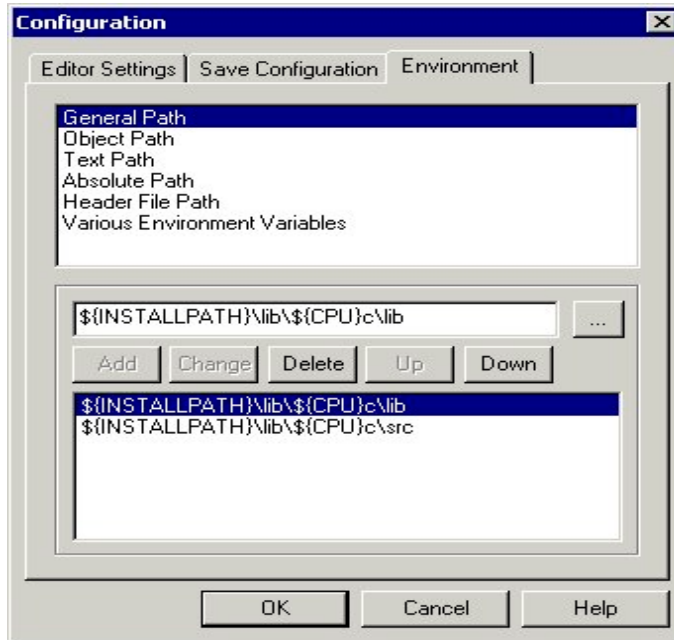 Configuration
Editor Settings Save Configuration Environment
General Path
Object Path
Text Path
Absolute Path
Header File Path
Various Environment Variables
${INSTALLPATH}\lib\${CPU}c\lib ...
Add Change Delete Up Down
${INSTALLPATH}\lib\${CPU}c\lib
${INSTALLPATH}\lib\${CPU}c\src
OK Cancel Help